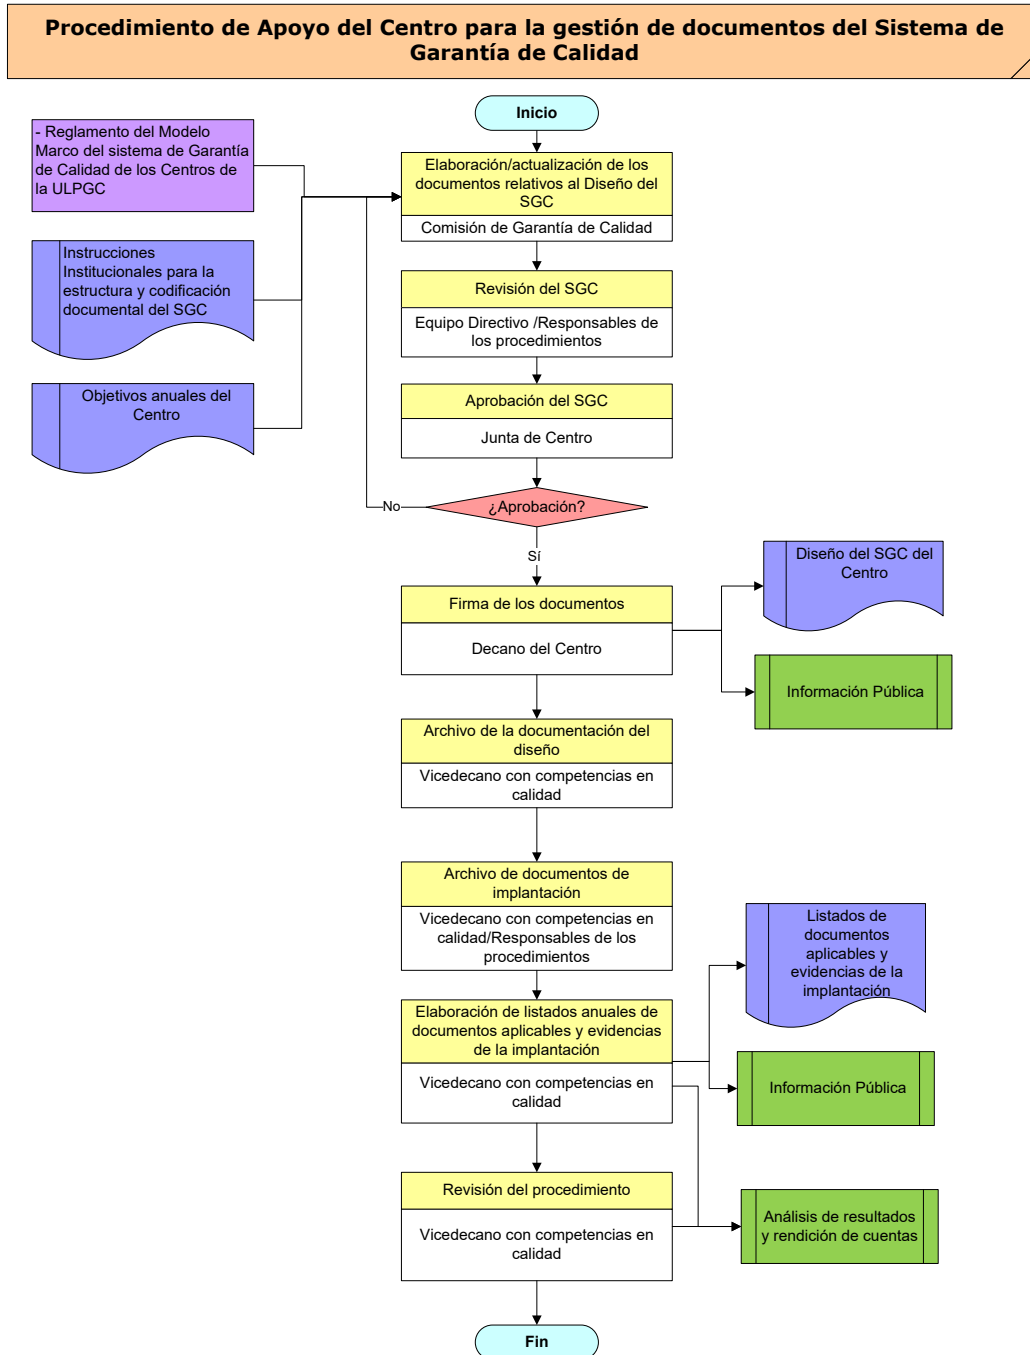 Procedimiento de Apoyo del Centro para la gestión de documentos del Sistema de
Garantía de Calidad
Inicio
- Reglamento del Modelo
Marco del sistema de Garantía
de Calidad de los Centros de
la ULPGC
Elaboración/actualización de los
documentos relativos al Diseño del
SGC
Comisión de Garantía de Calidad
Instrucciones
Institucionales para la
estructura y codificación
documental del SGC
Revisión del SGC
Equipo Directivo /Responsables de
los procedimientos
Objetivos anuales del
Centro
Aprobación del SGC
Junta de Centro
¿Aprobación?
No
Sí
Firma de los documentos
Decano del Centro
Diseño del SGC del
Centro
Información Pública
Archivo de la documentación del
diseño
Vicedecano con competencias en
calidad
Archivo de documentos de
implantación
Vicedecano con competencias en
calidad/Responsables de los
procedimientos
Listados de
documentos
aplicables y
evidencias de la
implantación
Elaboración de listados anuales de
documentos aplicables y evidencias
de la implantación
Vicedecano con competencias en
calidad
Información Pública
Revisión del procedimiento
Vicedecano con competencias en
calidad
Análisis de resultados
y rendición de cuentas
Fin